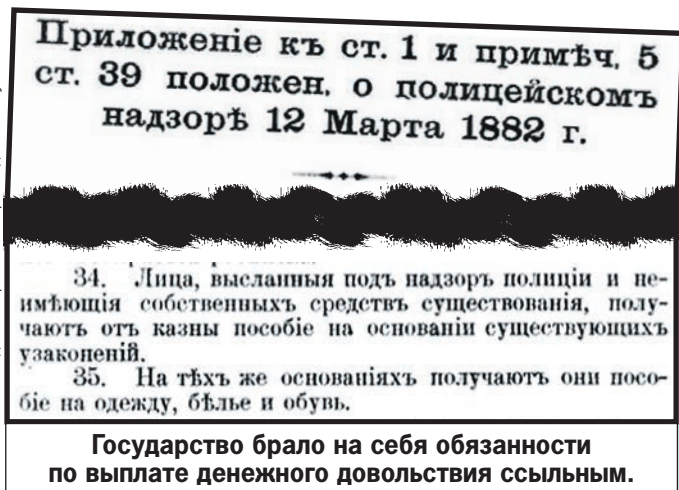 Приложеніе къ ст. 1 и примѣч. 5
ст. 39 положен. о полицейскомъ
надзорѣ 12 Марта 1882 г.
34. Лица, высланныя подъ надзоръ полиціи и не-
имѣющія собственныхъ средствъ существованія, полу-
чаютъ отъ казны пособіе на основаніи существующихъ
узаконеній.
35. На тѣхъ же основаніяхъ получаютъ они посо-
біе на одежду, бѣлье и обувь.
Государство брало на себя обязанности
по выплате денежного довольствия ссыльным.